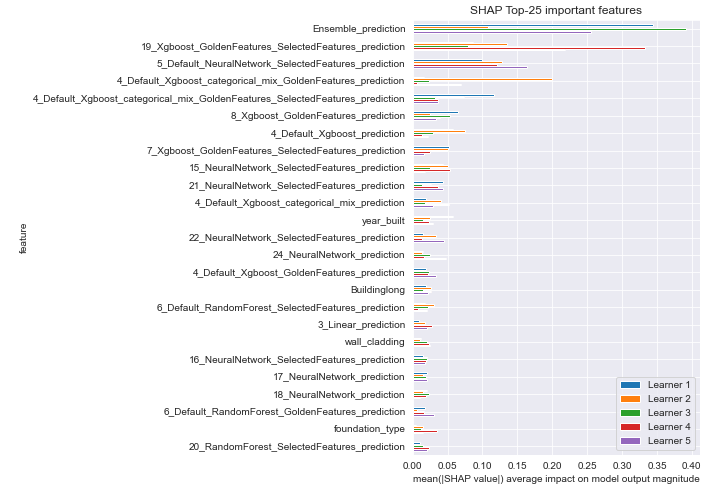 SHAP Top-25 important features
Ensemble_prediction
19_Xgboost_GoldenFeatures_SelectedFeatures_prediction
5_Default_NeuralNetwork_SelectedFeatures_prediction
4_Default_Xgboost_categorical_mix_GoldenFeatures_prediction
4_Default_Xgboost_categorical_mix_GoldenFeatures_SelectedFeatures_prediction
8_Xgboost_GoldenFeatures_prediction
4_Default_Xgboost_prediction
7_Xgboost_GoldenFeatures_SelectedFeatures_prediction
15_NeuralNetwork_SelectedFeatures_prediction
21_NeuralNetwork_SelectedFeatures_prediction
4_Default_Xgboost_categorical_mix_prediction
year_built
22_NeuralNetwork_SelectedFeatures_prediction
24_NeuralNetwork_prediction
4_Default_Xgboost_GoldenFeatures_prediction
Buildinglong
6_Default_RandomForest_SelectedFeatures_prediction
3_Linear_prediction
wall_cladding
16_NeuralNetwork_SelectedFeatures_prediction
17_NeuralNetwork_prediction
18_NeuralNetwork_prediction
6_Default_RandomForest_GoldenFeatures_prediction
foundation_type
20_RandomForest_SelectedFeatures_prediction
feature
Learner 1
Learner 2
Learner 3
Learner 4
Learner 5
0.00 0.05 0.10 0.15 0.20 0.25 0.30 0.35 0.40
mean(|SHAP value|) average impact on model output magnitude